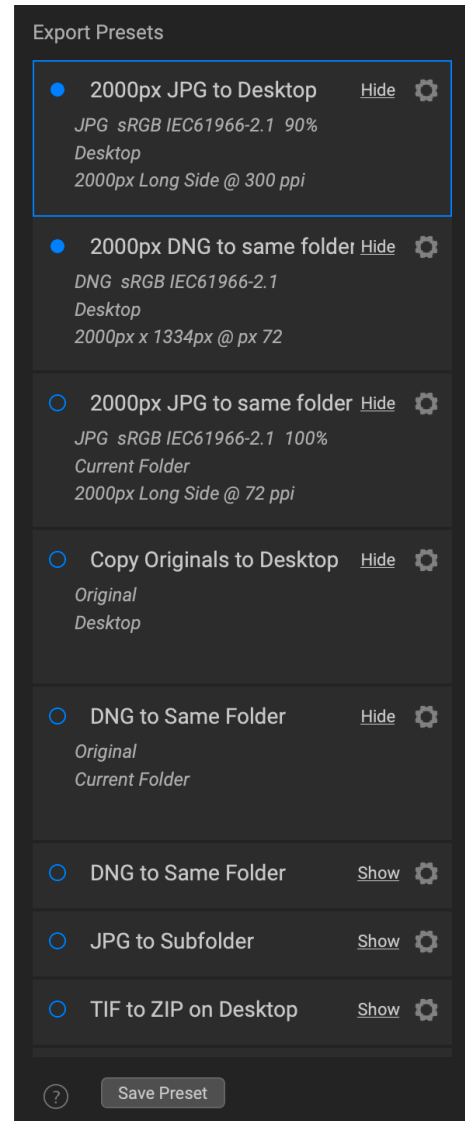 Export Presets
2000px JPG to Desktop Hide
JPG sRGB IEC61966-2.1 90%
Desktop
2000px Long Side @ 300 ppi
2000px DNG to same folder Hide
DNG sRGB IEC61966-2.1
Desktop
2000px x 1334px @ px 72
2000px JPG to same folder Hide
JPG sRGB IEC61966-2.1 100%
Current Folder
2000px Long Side @ 72 ppi
Copy Originals to Desktop Hide
Original
Desktop
DNG to Same Folder Hide
Original
Current Folder
DNG to Same Folder Show
JPG to Subfolder Show
TIF to ZIP on Desktop Show
? Save Preset